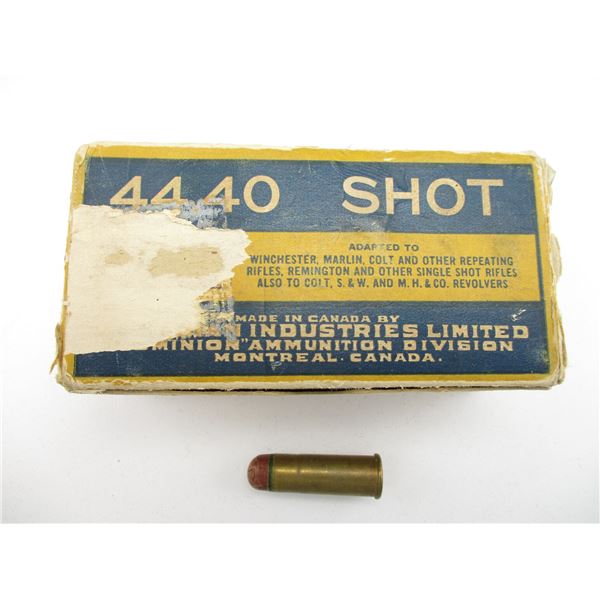 44.40 SHOT
ADAPTED TO
WINCHESTER, MARLIN, COLT AND OTHER REPEATING
RIFLES, REMINGTON AND OTHER SINGLE SHOT RIFLES
ALSO TO COLT, S.& W. AND M. H. & CO. REVOLVERS
MADE IN CANADA BY
INDUSTRIES LIMITED
MINION" AMMUNITION DIVISION
MONTREAL. CANADA.